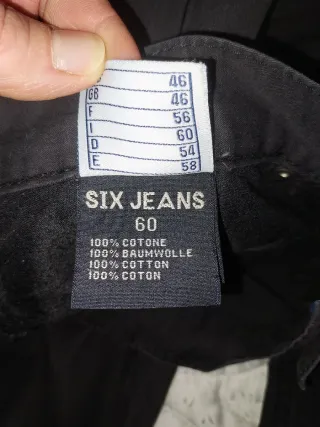 46
GB 46
F 56
I 60
D 54
E 58
SIX JEANS
60
100% COTONE
100% BAUMWOLLE
100% COTTON
100% COTON